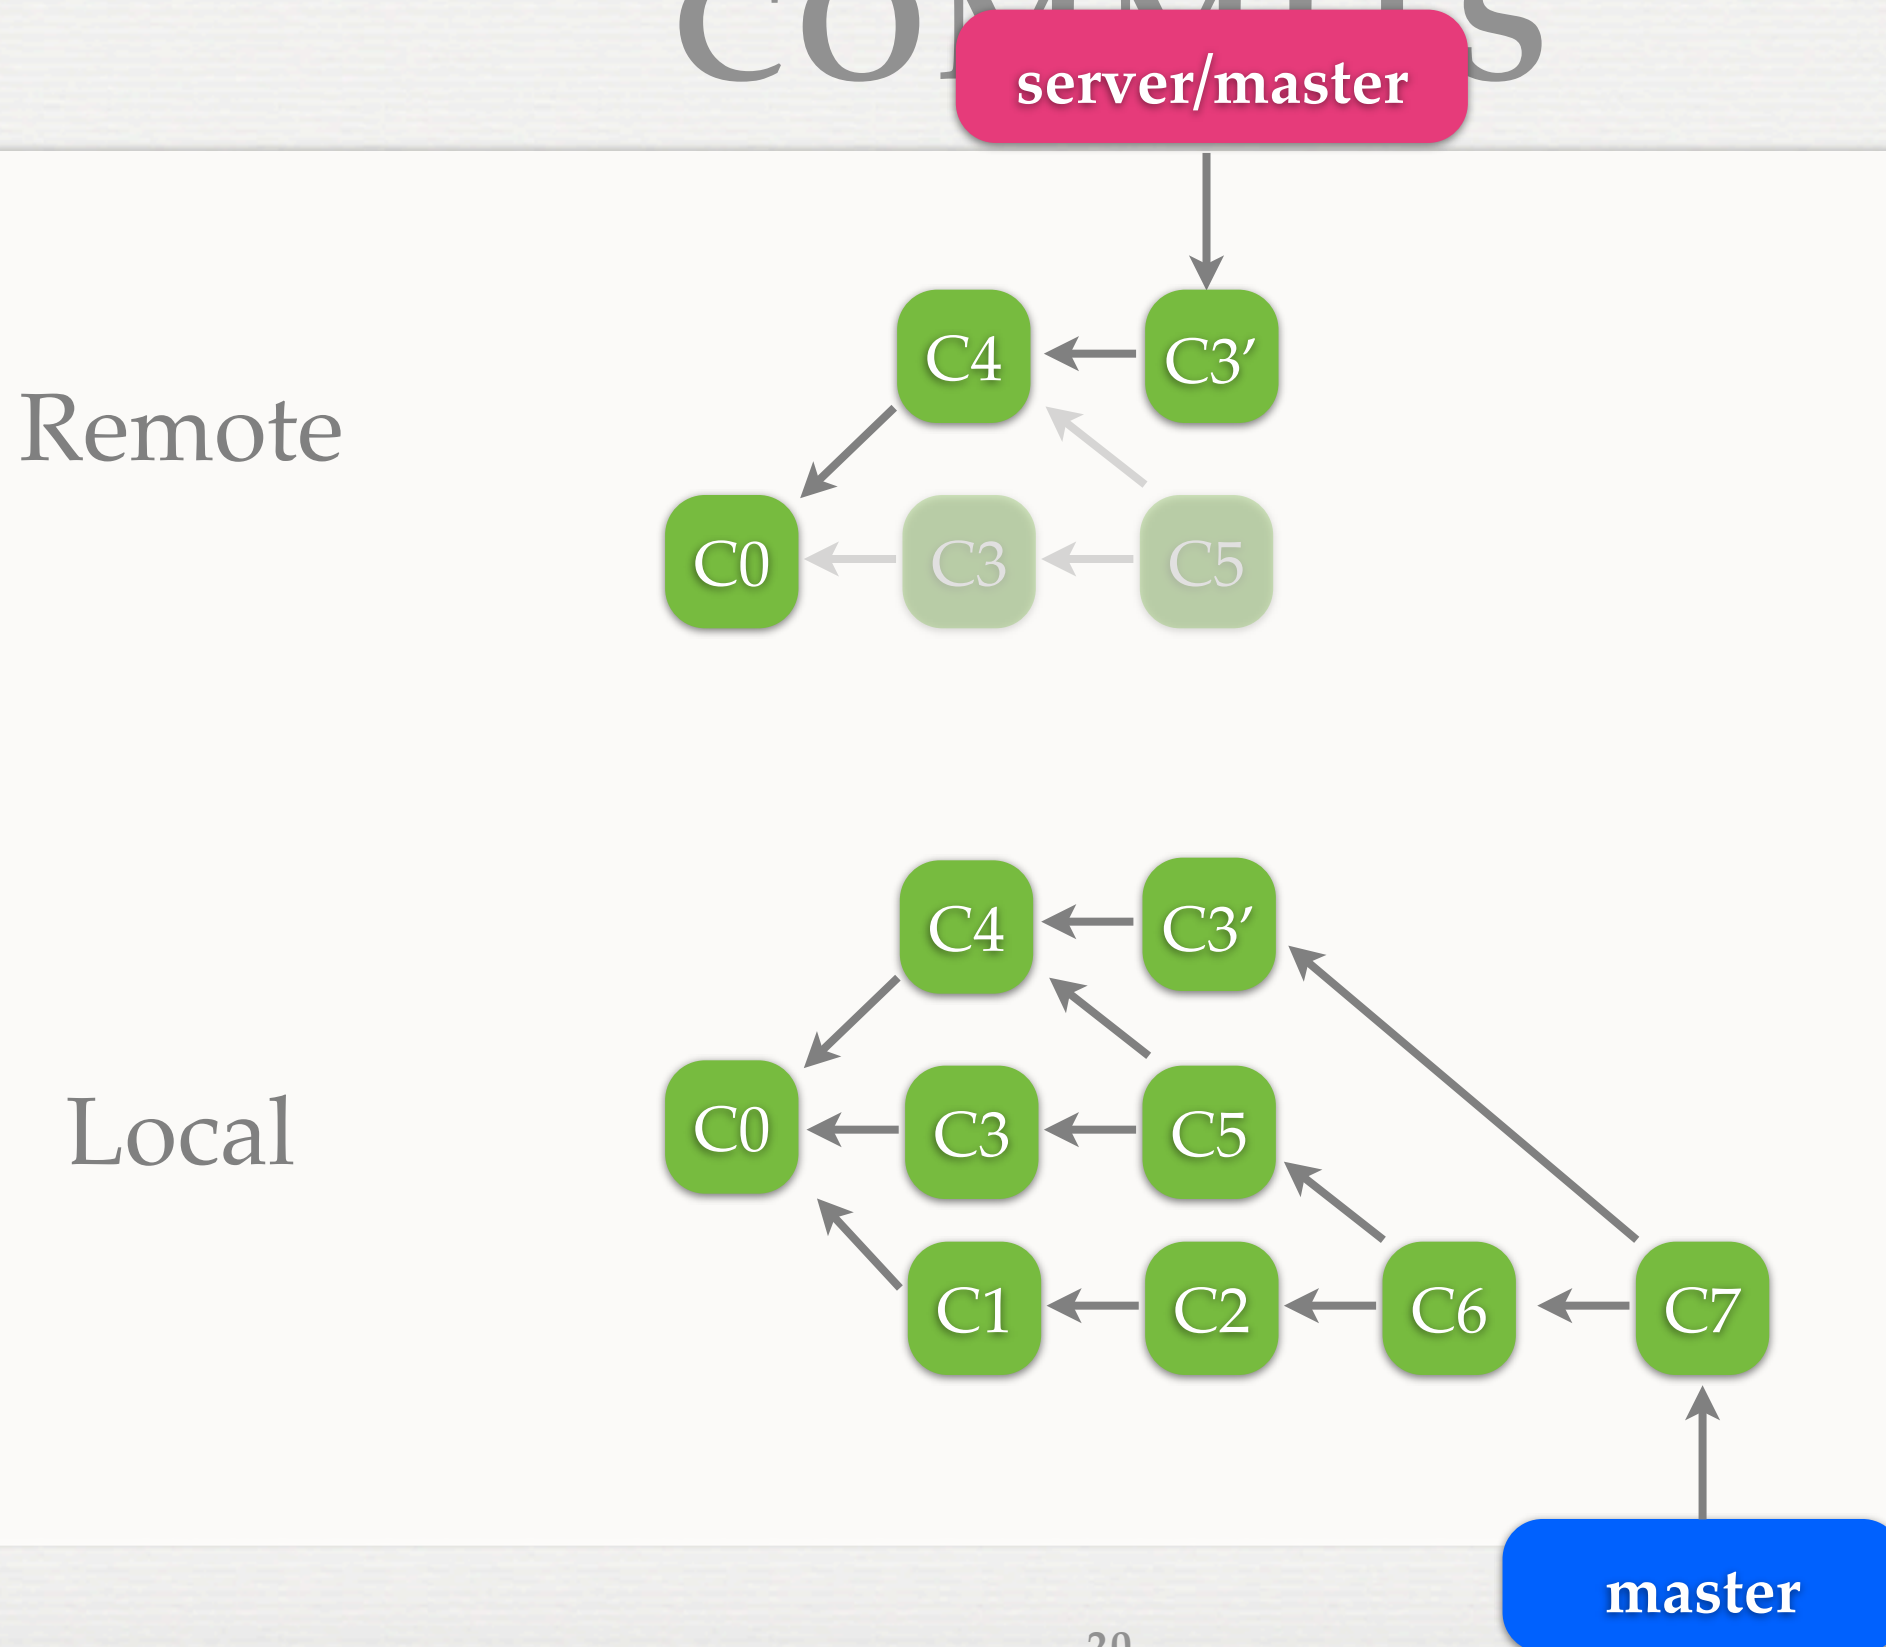 COMMITS
server/master
C4
C3’
Remote
C0
C3
C5
C4
C3’
Local
C0
C3
C5
C1
C2
C6
C7
master